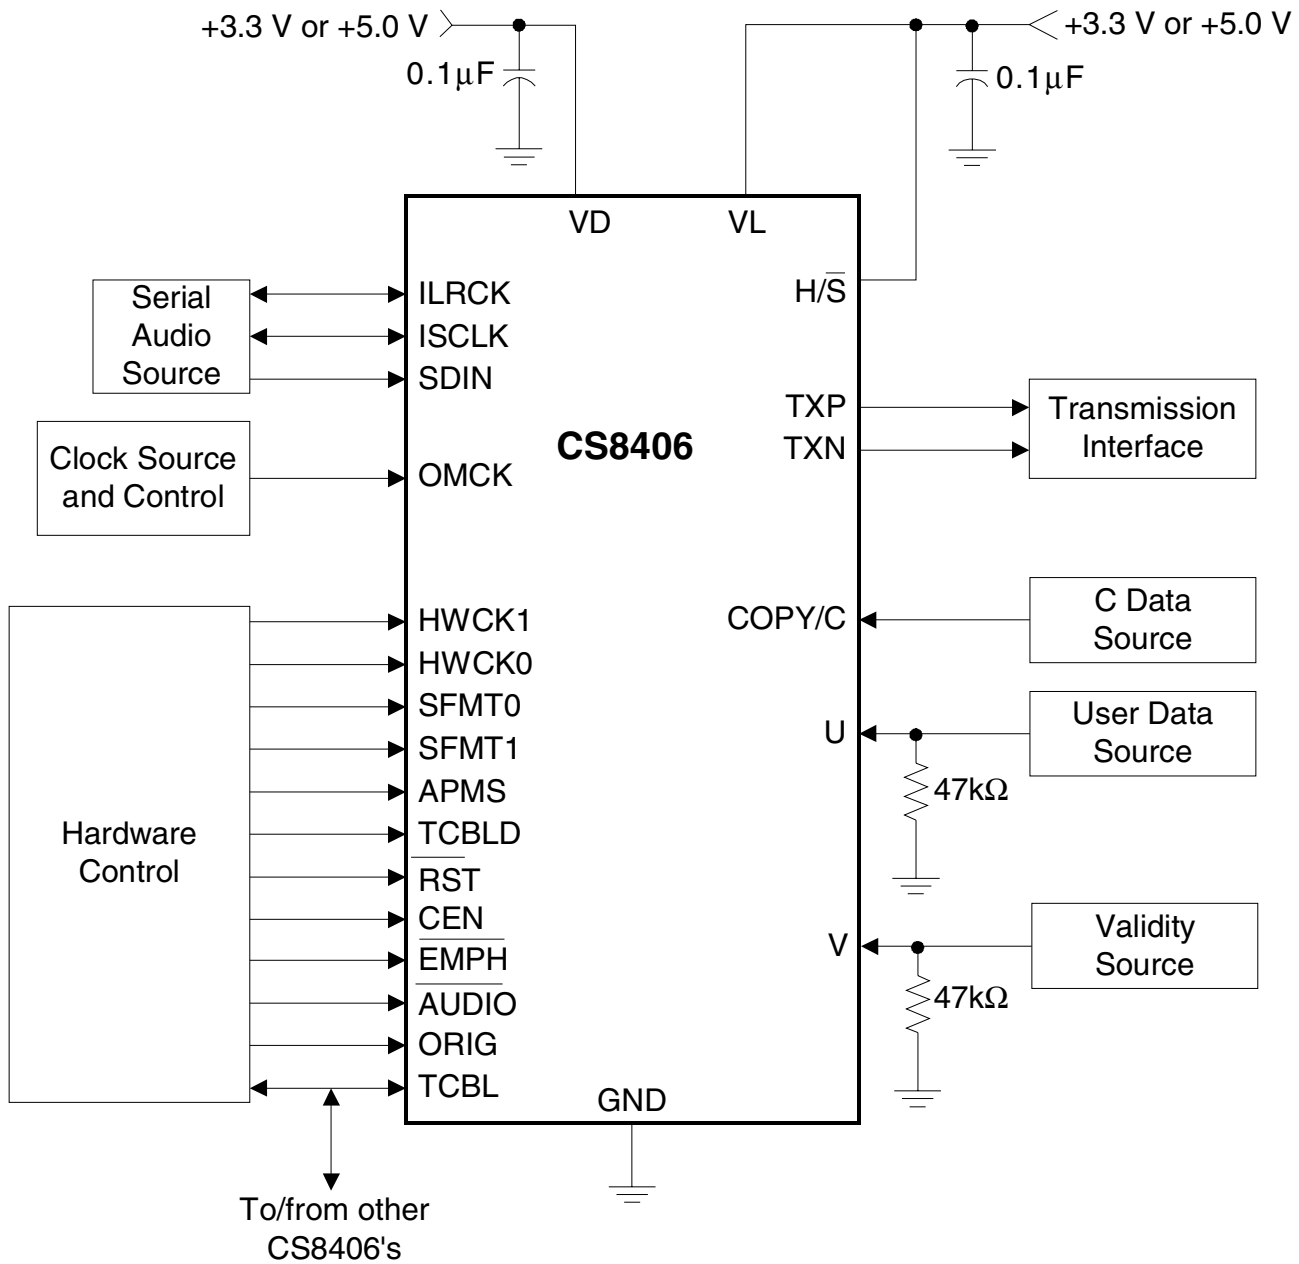 +3.3 V or +5.0 V
+3.3 V or +5.0 V
0.1μF
0.1μF
VD
VL
H/S̅
Serial
Audio
Source
ILRCK
ISCLK
SDIN
TXP
TXN
Transmission
Interface
CS8406
Clock Source
and Control
OMCK
HWCK1
HWCK0
SFMT0
SFMT1
APMS
TCBLD
R̅S̅T̅
CEN
E̅M̅P̅H̅
A̅U̅D̅I̅O̅
ORIG
TCBL
Hardware
Control
COPY/C
C Data
Source
U
User Data
Source
47kΩ
V
Validity
Source
47kΩ
GND
To/from other
CS8406's